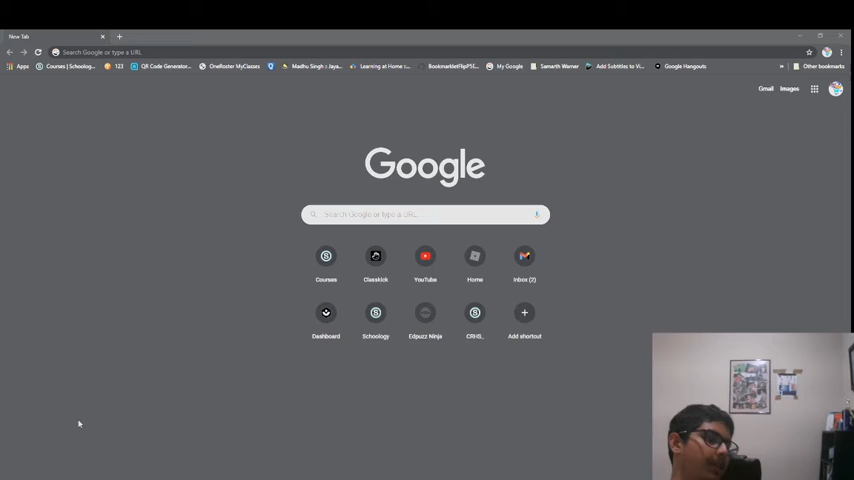 New Tab
Search Google or type a URL
Apps
Courses | Schoolog...
123
QR Code Generator...
OneRoster MyClasses
Madhu Singh :: Jaya...
Learning at Home :...
My Google
Samarth Warner
Add Subtitles to Vi...
Google Hangouts
»
Other bookmarks
Gmail
Images
Google
Search Google or type a URL...
Courses
Classkick
YouTube
Home
Inbox (2)
Dashboard
Schoology
Edpuzz Ninja
CRHS_
Add shortcut